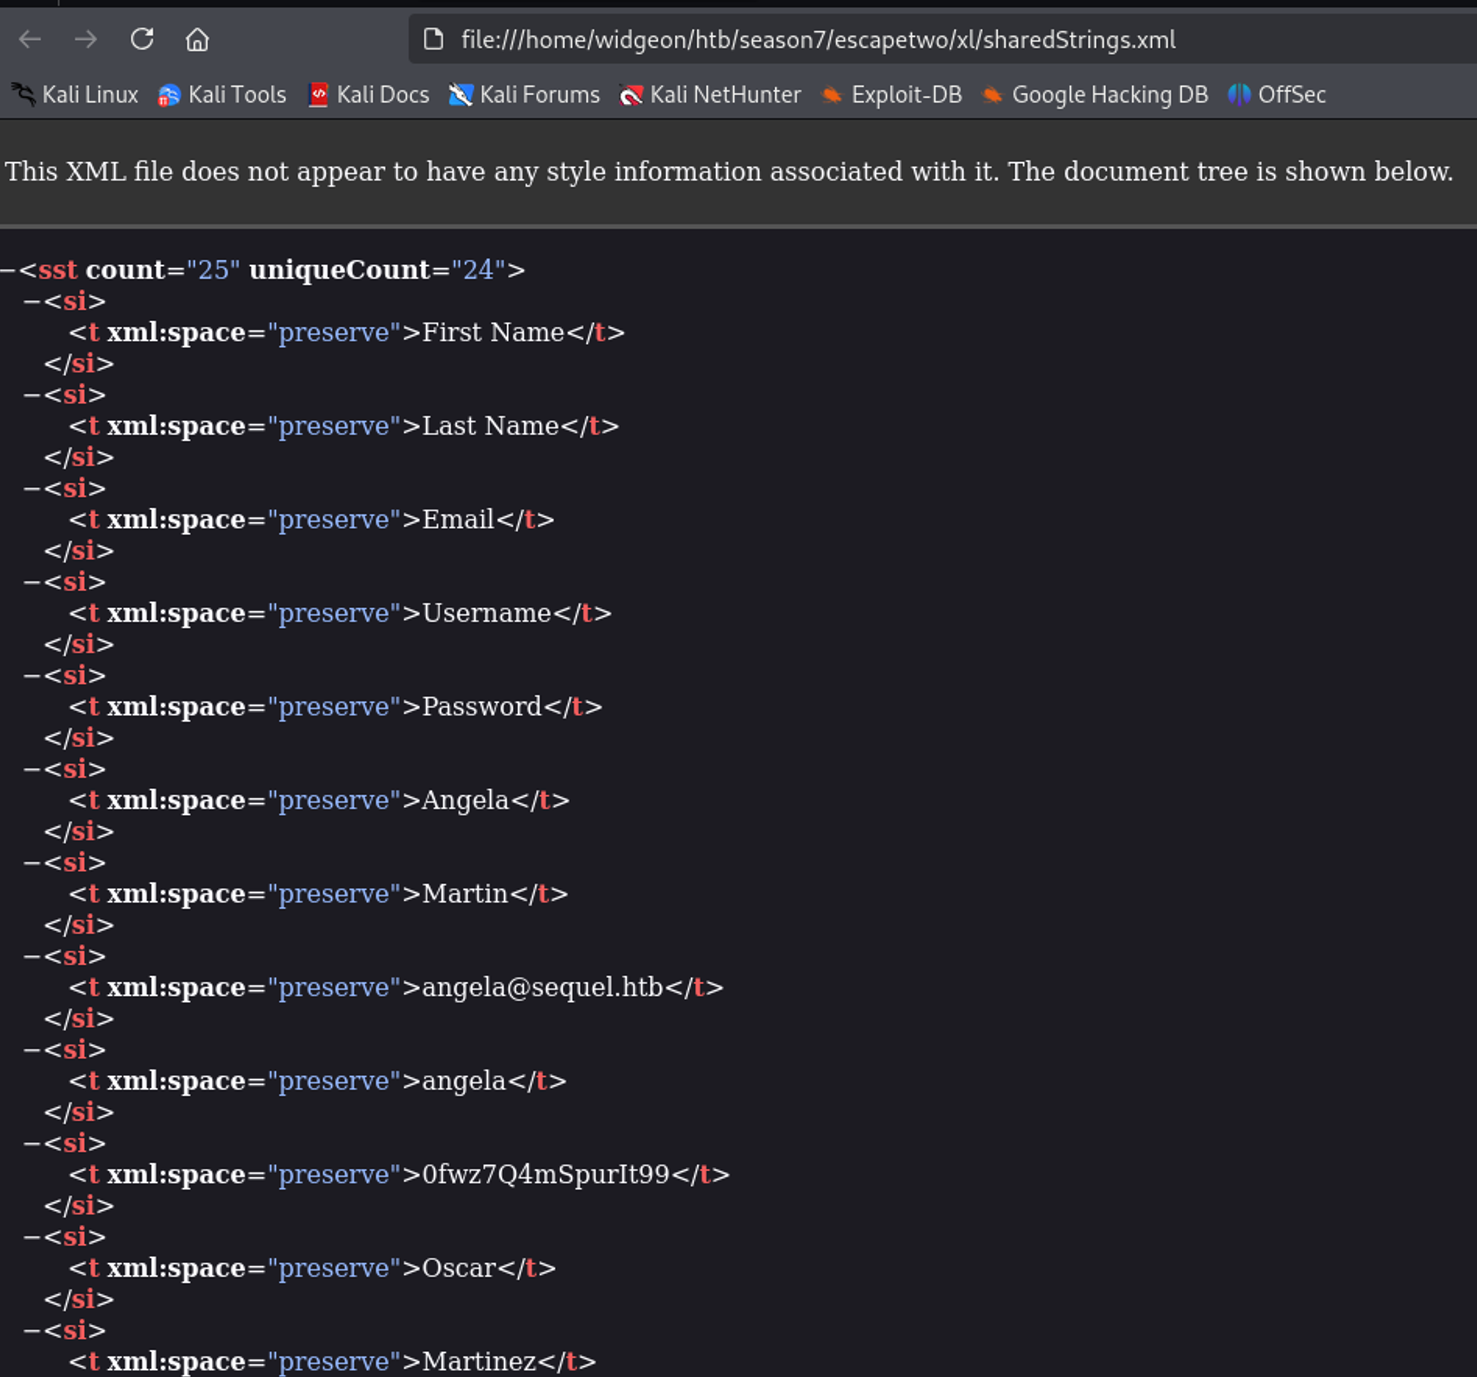 file:///home/widgeon/htb/season7/escapetwo/xl/sharedStrings.xml
Kali Linux Kali Tools Kali Docs Kali Forums Kali NetHunter Exploit-DB Google Hacking DB OffSec
This XML file does not appear to have any style information associated with it. The document tree is shown below.
−<sst count="25" uniqueCount="24">
−<si>
<t xml:space="preserve">First Name</t>
</si>
−<si>
<t xml:space="preserve">Last Name</t>
</si>
−<si>
<t xml:space="preserve">Email</t>
</si>
−<si>
<t xml:space="preserve">Username</t>
</si>
−<si>
<t xml:space="preserve">Password</t>
</si>
−<si>
<t xml:space="preserve">Angela</t>
</si>
−<si>
<t xml:space="preserve">Martin</t>
</si>
−<si>
<t xml:space="preserve">angela@sequel.htb</t>
</si>
−<si>
<t xml:space="preserve">angela</t>
</si>
−<si>
<t xml:space="preserve">0fwz7Q4mSpurIt99</t>
</si>
−<si>
<t xml:space="preserve">Oscar</t>
</si>
−<si>
<t xml:space="preserve">Martinez</t>